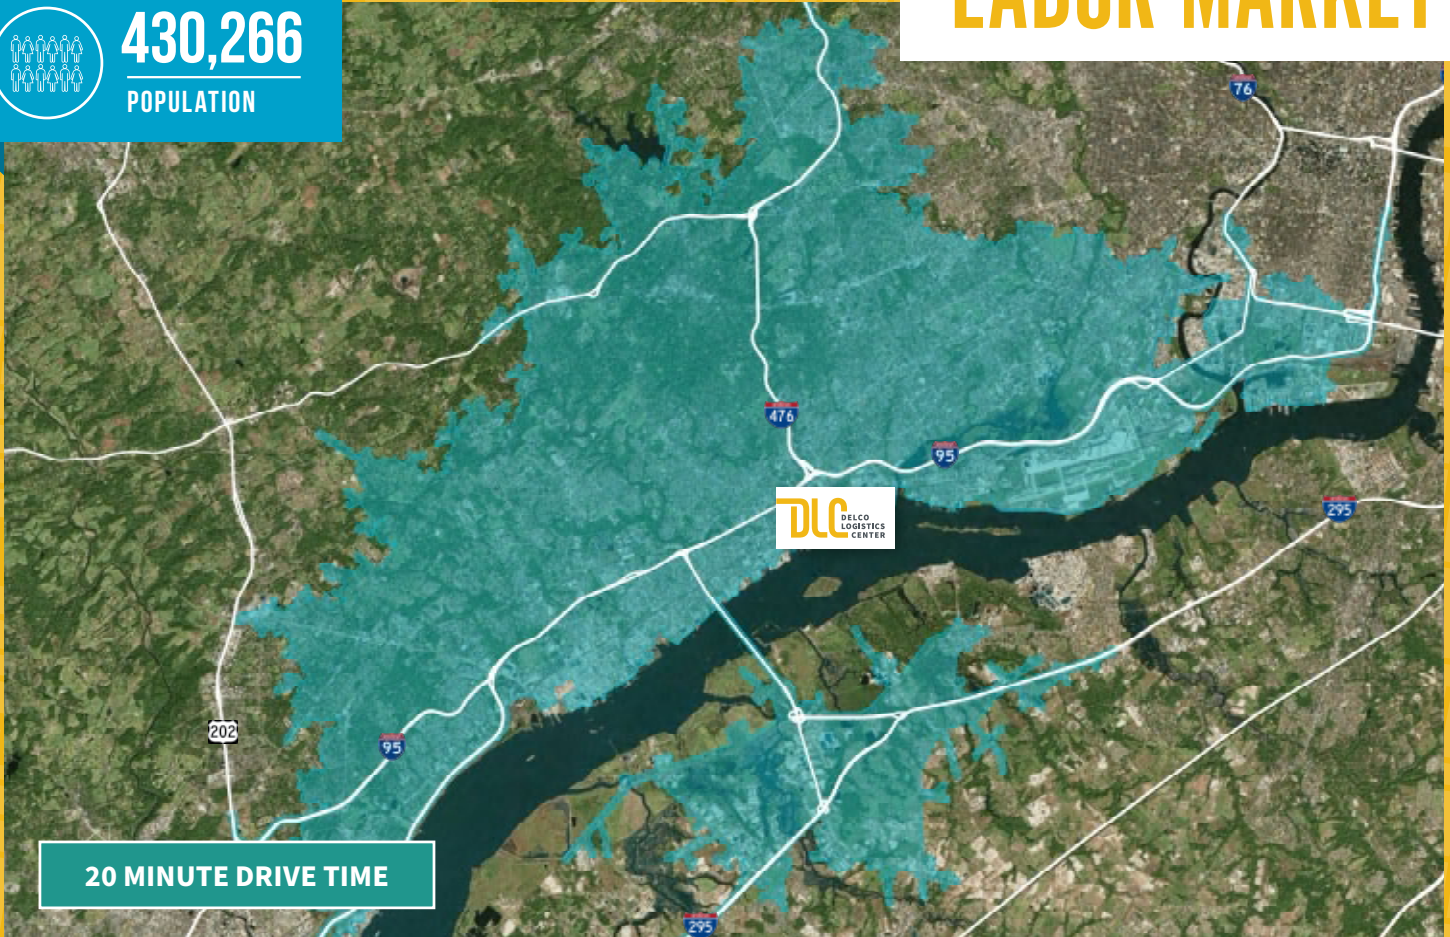 LABOR MARKET
430,266
POPULATION
76
476
95
DLC
DELCO
LOGISTICS
CENTER
295
202
95
20 MINUTE DRIVE TIME
295